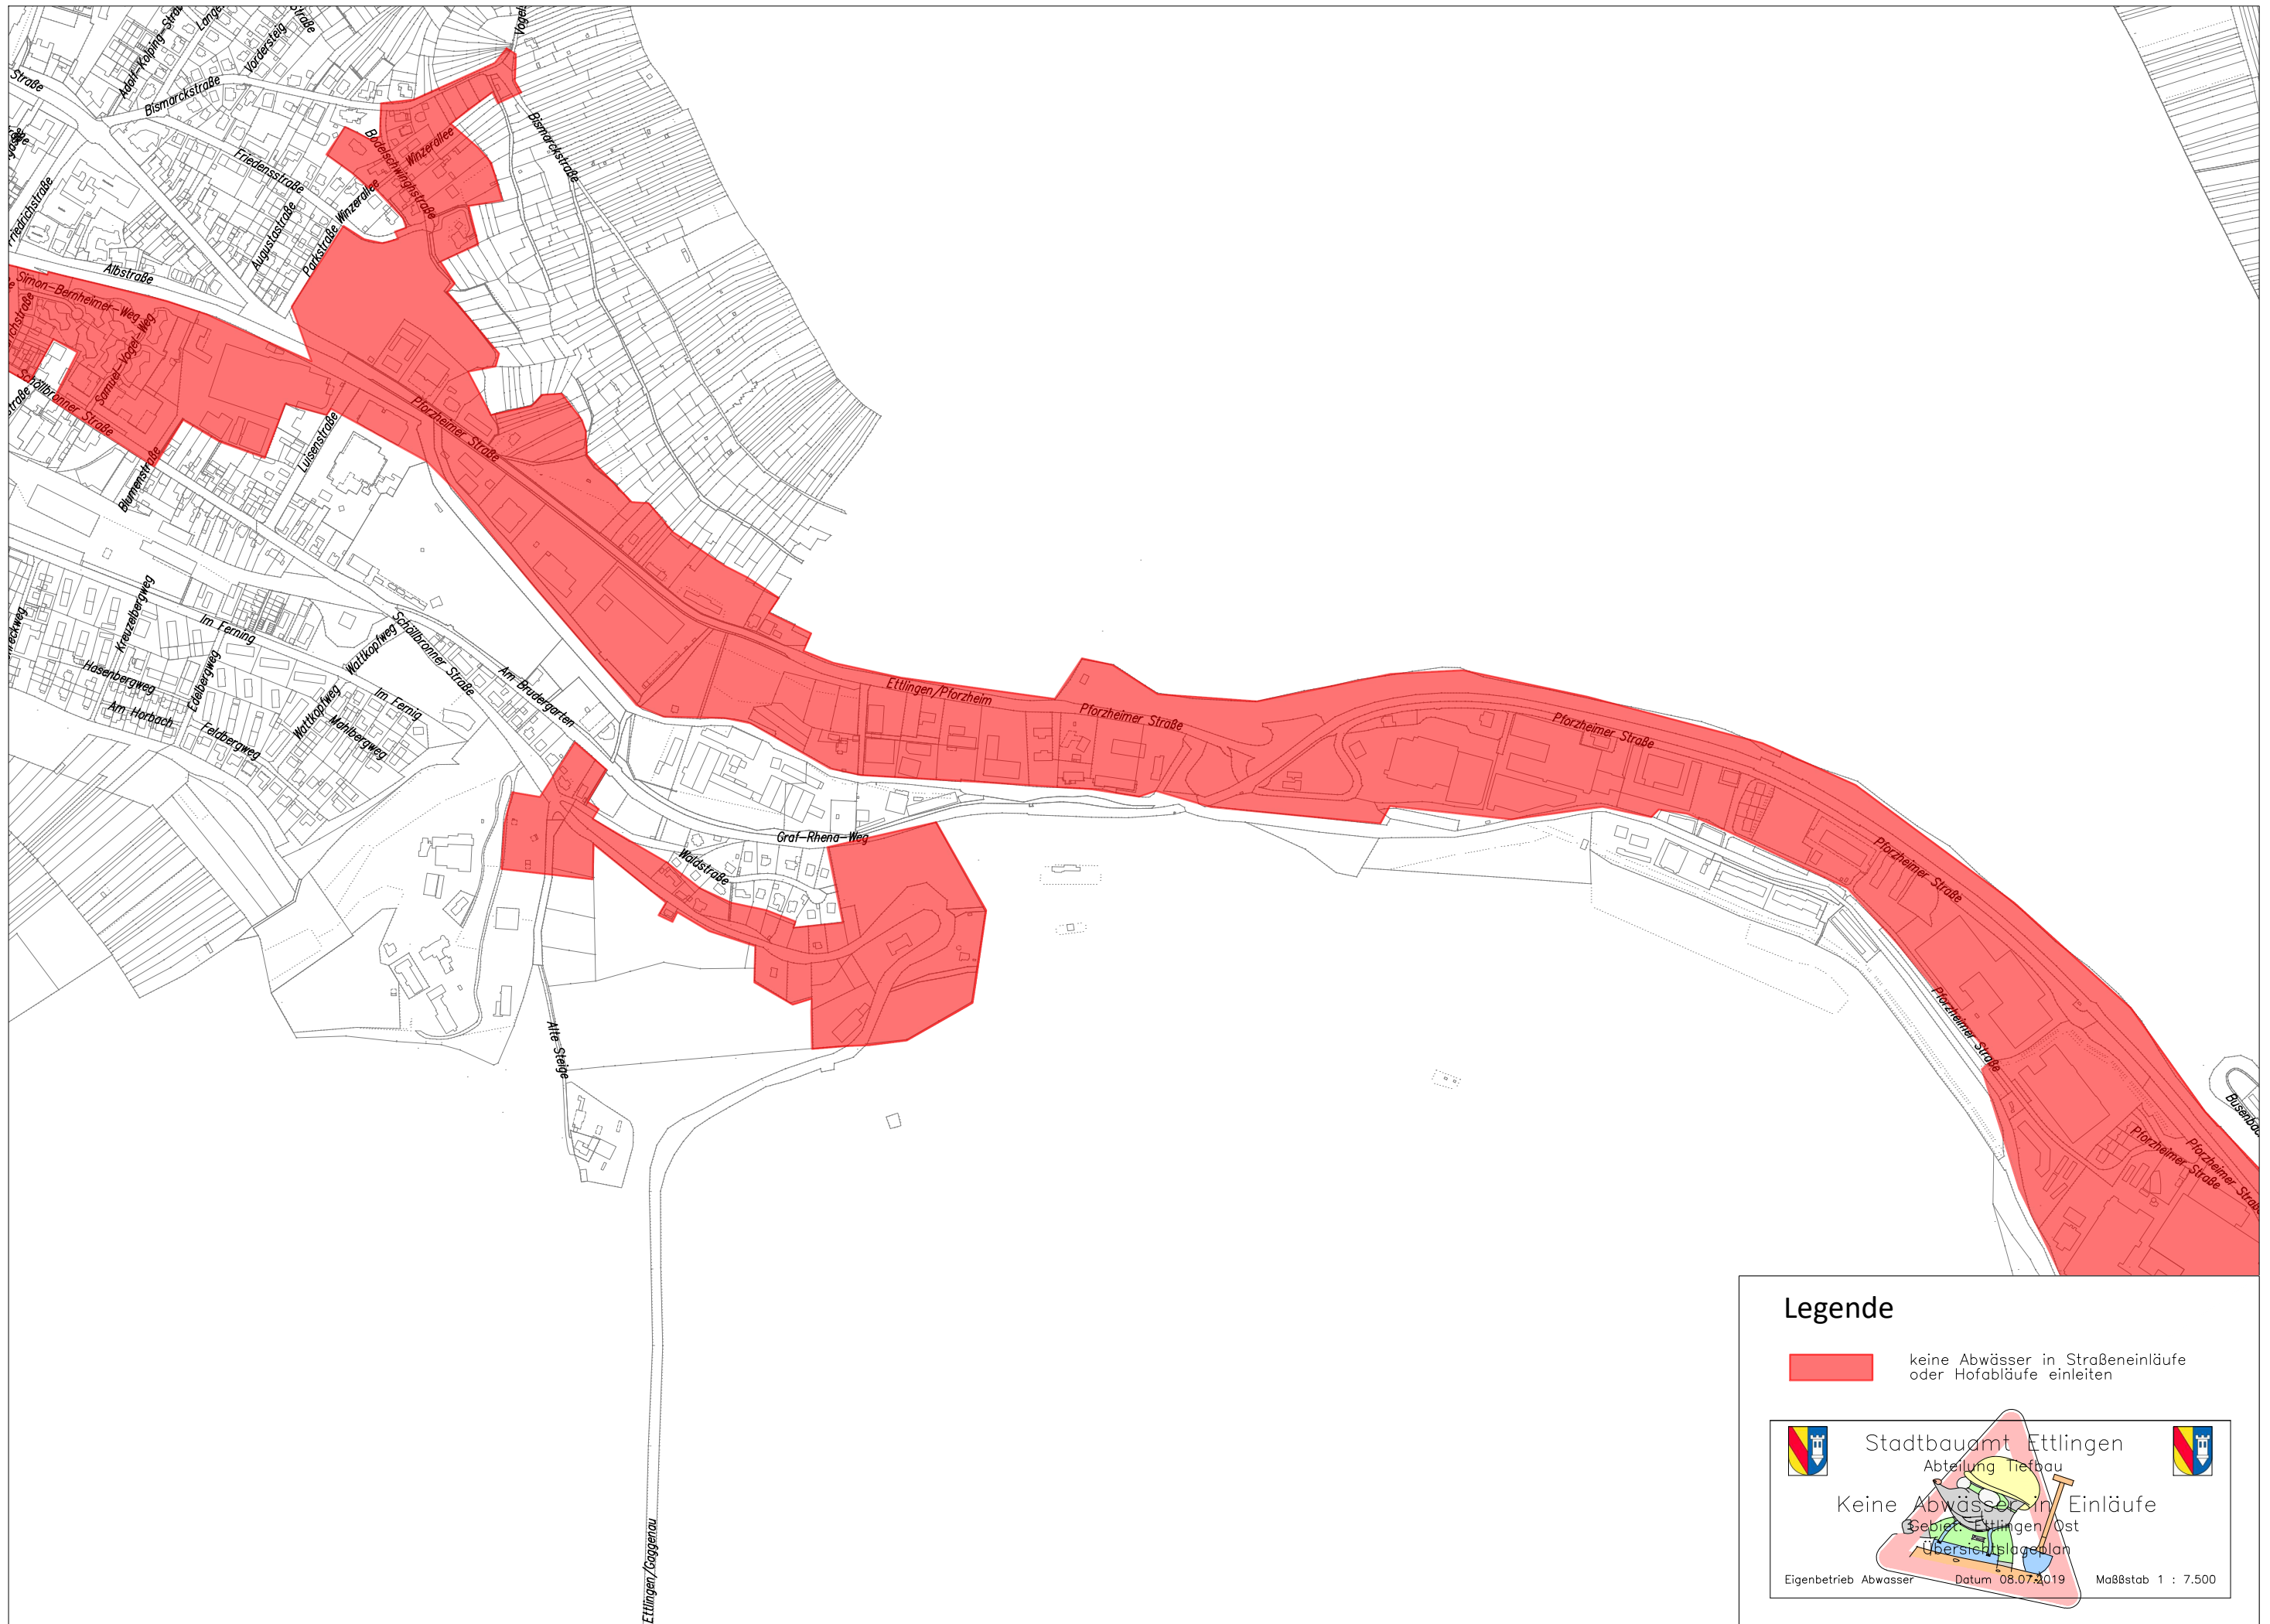 Straße
Adolf-Kolping-Straß
Lange
Straße
Vordersteig
Vogels
Bismarckstraße
Bismarckstraße
Friedrichstraße
Friedensstraße
Bodelschwinghstraße
Winzerallee
Winzerallee
Augustastraße
Parkstraße
Albstraße
Simon-Bernheimer-Weg
Samuel-Vogel-Weg
Schöllbronner Straße
Blumenstraße
Luisenstraße
Pforzheimer Straße
Kreuzelbergweg
Im Ferning
Hasenbergweg
Am Horbach
Edelbergweg
Feldbergweg
Wattkopfweg
Wattkopfweg
Mahlbergweg
Im Fernig
Schöllbronner Straße
Am Brudergarten
Ettlingen/Pforzheim
Pforzheimer Straße
Pforzheimer Straße
Pforzheimer Straße
Pforzheimer Straße
Pforzheimer Straße
Pforzheimer Straße
Graf-Rhena-Weg
Waldstraße
Alte Steige
Ettlingen/Gaggenau
Busenbac
Legende
keine Abwässer in Straßeneinläufe
oder Hofabläufe einleiten
Stadtbauamt Ettlingen
Abteilung Tiefbau
Keine Abwässer in Einläufe
Gebiet: Ettlingen Ost
Übersichtslageplan
Eigenbetrieb Abwasser Datum 08.07.2019 Maßßstab 1 : 7.500